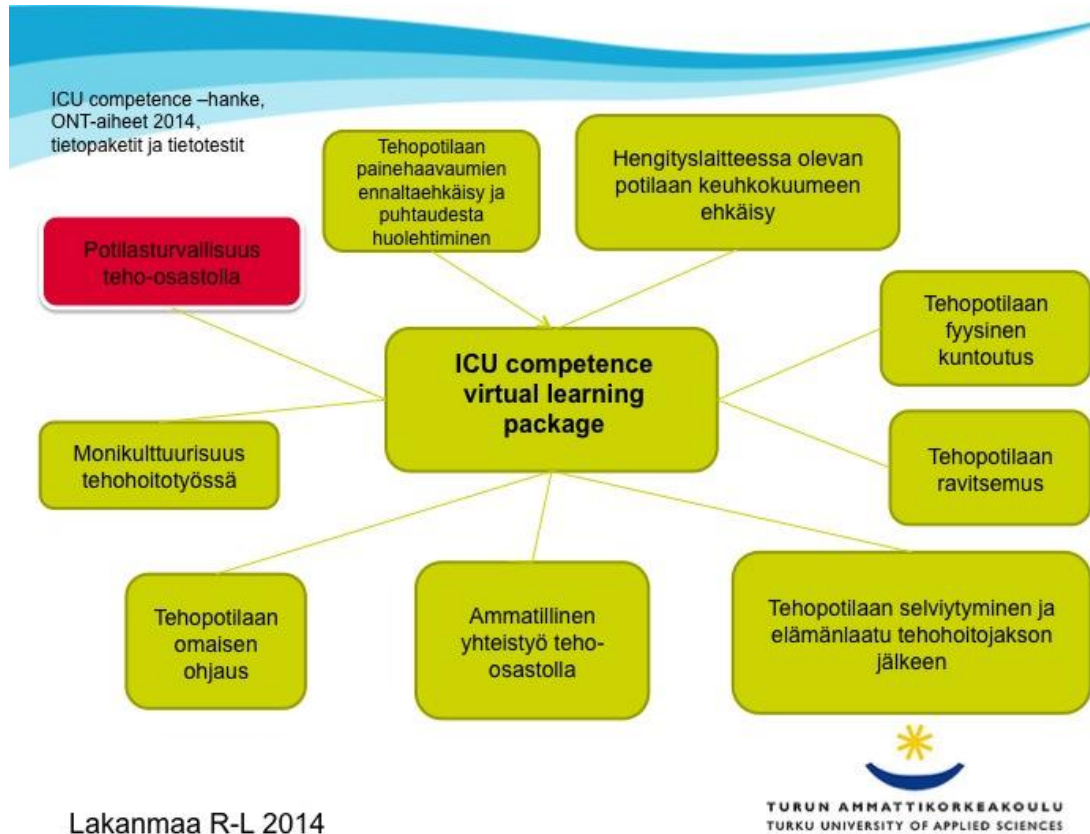 ICU competence –hanke,
ONT-aiheet 2014,
tietopaketit ja tietotestit
Tehopotilaan
painehaavaumien
ennaltaehkäisy ja
puhtaudesta
huolehtiminen
Hengityslaitteessa olevan
potilaan keuhkokuumeen
ehkäisy
Potilasturvallisuus
teho-osastolla
Tehopotilaan
fyysinen
kuntoutus
ICU competence
virtual learning
package
Monikulttuurisuus
tehohoitotyössä
Tehopotilaan
ravitsemus
Tehopotilaan
omaisen
ohjaus
Ammatillinen
yhteistyö teho-
osastolla
Tehopotilaan selviytyminen ja
elämänlaatu tehohoitojakson
jälkeen
Lakanmaa R-L 2014
TURUN AMMATTIKORKEAKOULU
TURKU UNIVERSITY OF APPLIED SCIENCES